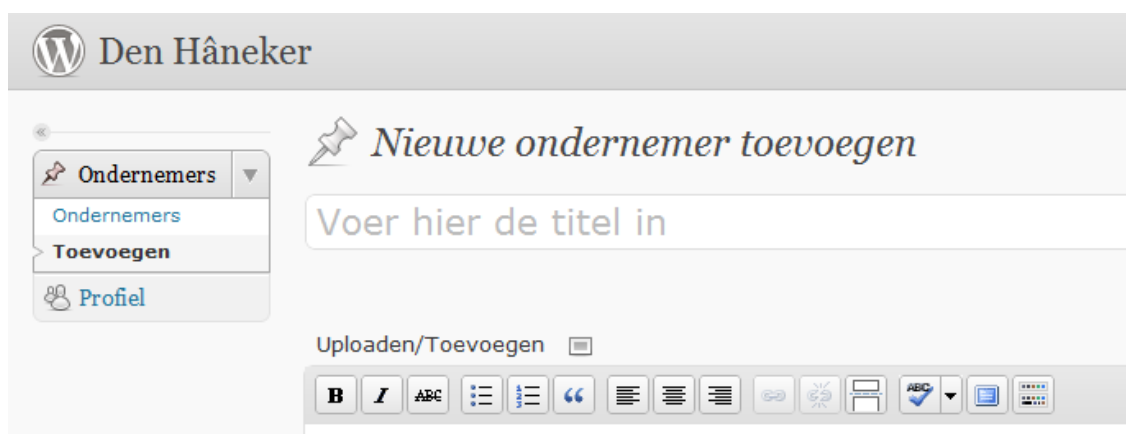 Den Hâneker
Nieuwe ondernemer toevoegen
Ondernemers
Ondernemers
Toevoegen
Profiel
Voer hier de titel in
Uploaden/Toevoegen
B I ABC ABC